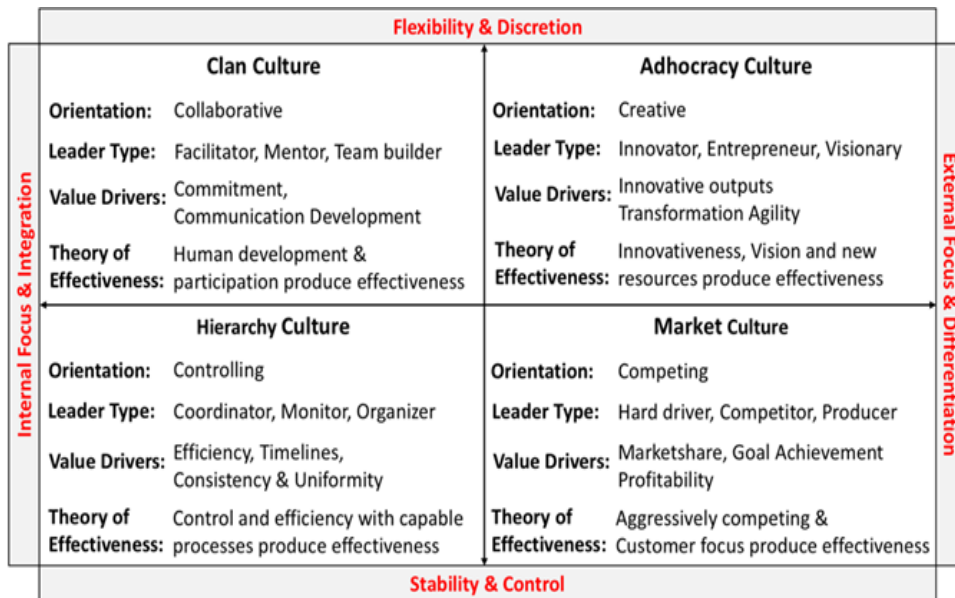 Flexibility & Discretion
Internal Focus & Integration
Clan Culture
Orientation: Collaborative
Leader Type: Facilitator, Mentor, Team builder
Value Drivers: Commitment,
Communication Development
Theory of Human development &
Effectiveness: participation produce effectiveness
Adhocracy Culture
Orientation: Creative
Leader Type: Innovator, Entrepreneur, Visionary
Value Drivers: Innovative outputs
Transformation Agility
Theory of Innovativeness, Vision and new
Effectiveness: resources produce effectiveness
Hierarchy Culture
Orientation: Controlling
Leader Type: Coordinator, Monitor, Organizer
Value Drivers: Efficiency, Timelines,
Consistency & Uniformity
Theory of Control and efficiency with capable
Effectiveness: processes produce effectiveness
Market Culture
Orientation: Competing
Leader Type: Hard driver, Competitor, Producer
Value Drivers: Marketshare, Goal Achievement
Profitability
Theory of Aggressively competing &
Effectiveness: Customer focus produce effectiveness
External Focus & Differentiation
Stability & Control